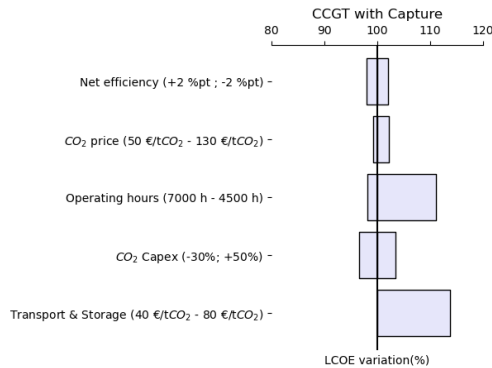 CCGT with Capture
80 90 100 110 120
Net efficiency (+2 %pt ; -2 %pt)
CO₂ price (50 €/tCO₂ - 130 €/tCO₂)
Operating hours (7000 h - 4500 h)
CO₂ Capex (-30%; +50%)
Transport & Storage (40 €/tCO₂ - 80 €/tCO₂)
LCOE variation(%)